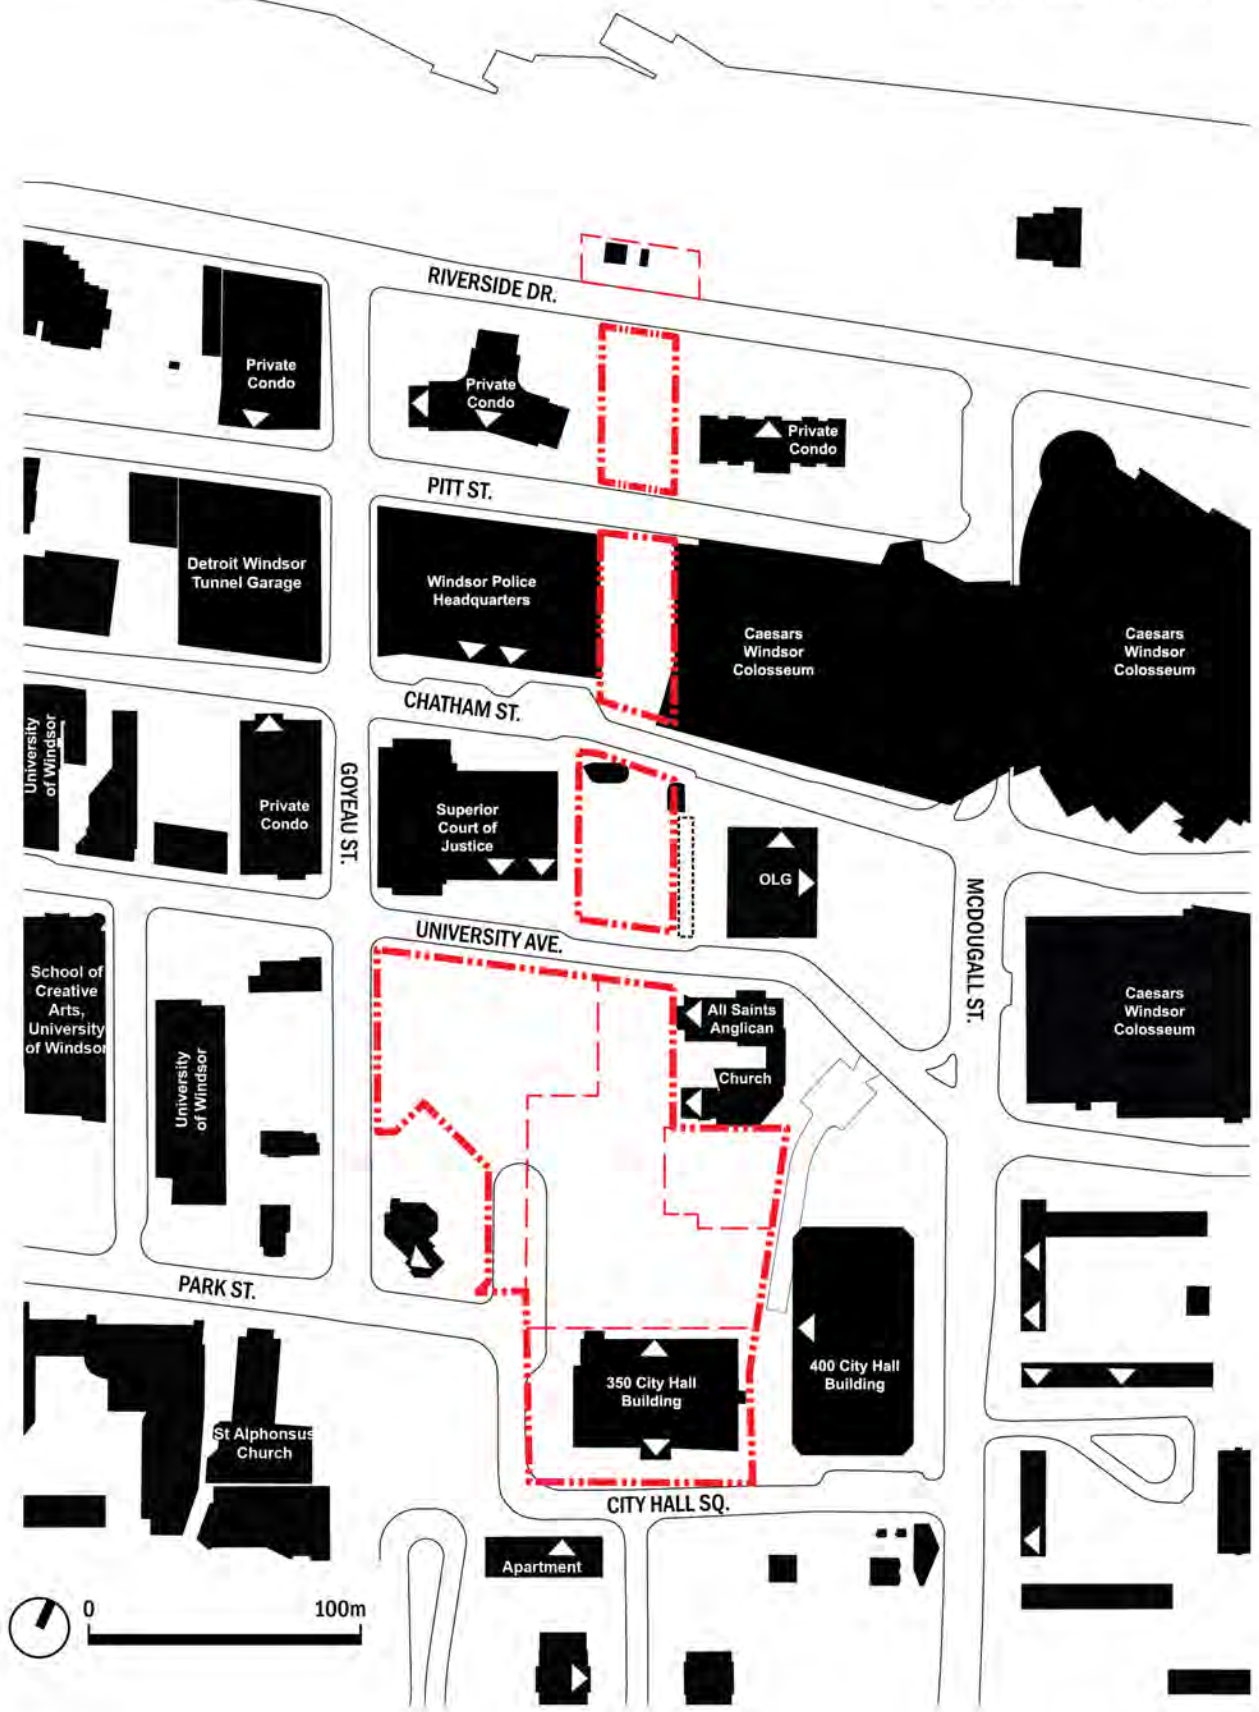 RIVERSIDE DR.
Private
Condo
Private
Condo
Private
Condo
PITT ST.
Detroit Windsor
Tunnel Garage
Windsor Police
Headquarters
Caesars
Windsor
Colosseum
Caesars
Windsor
Colosseum
CHATHAM ST.
University
of Windsor
Private
Condo
GOYEAU ST.
Superior
Court of
Justice
OLG
MCDOUGALL ST.
UNIVERSITY AVE.
School of
Creative
Arts,
University
of Windsor
University
of Windsor
All Saints
Anglican
Church
Caesars
Windsor
Colosseum
PARK ST.
350 City Hall
Building
400 City Hall
Building
St Alphonsus
Church
CITY HALL SQ.
Apartment
0
100m